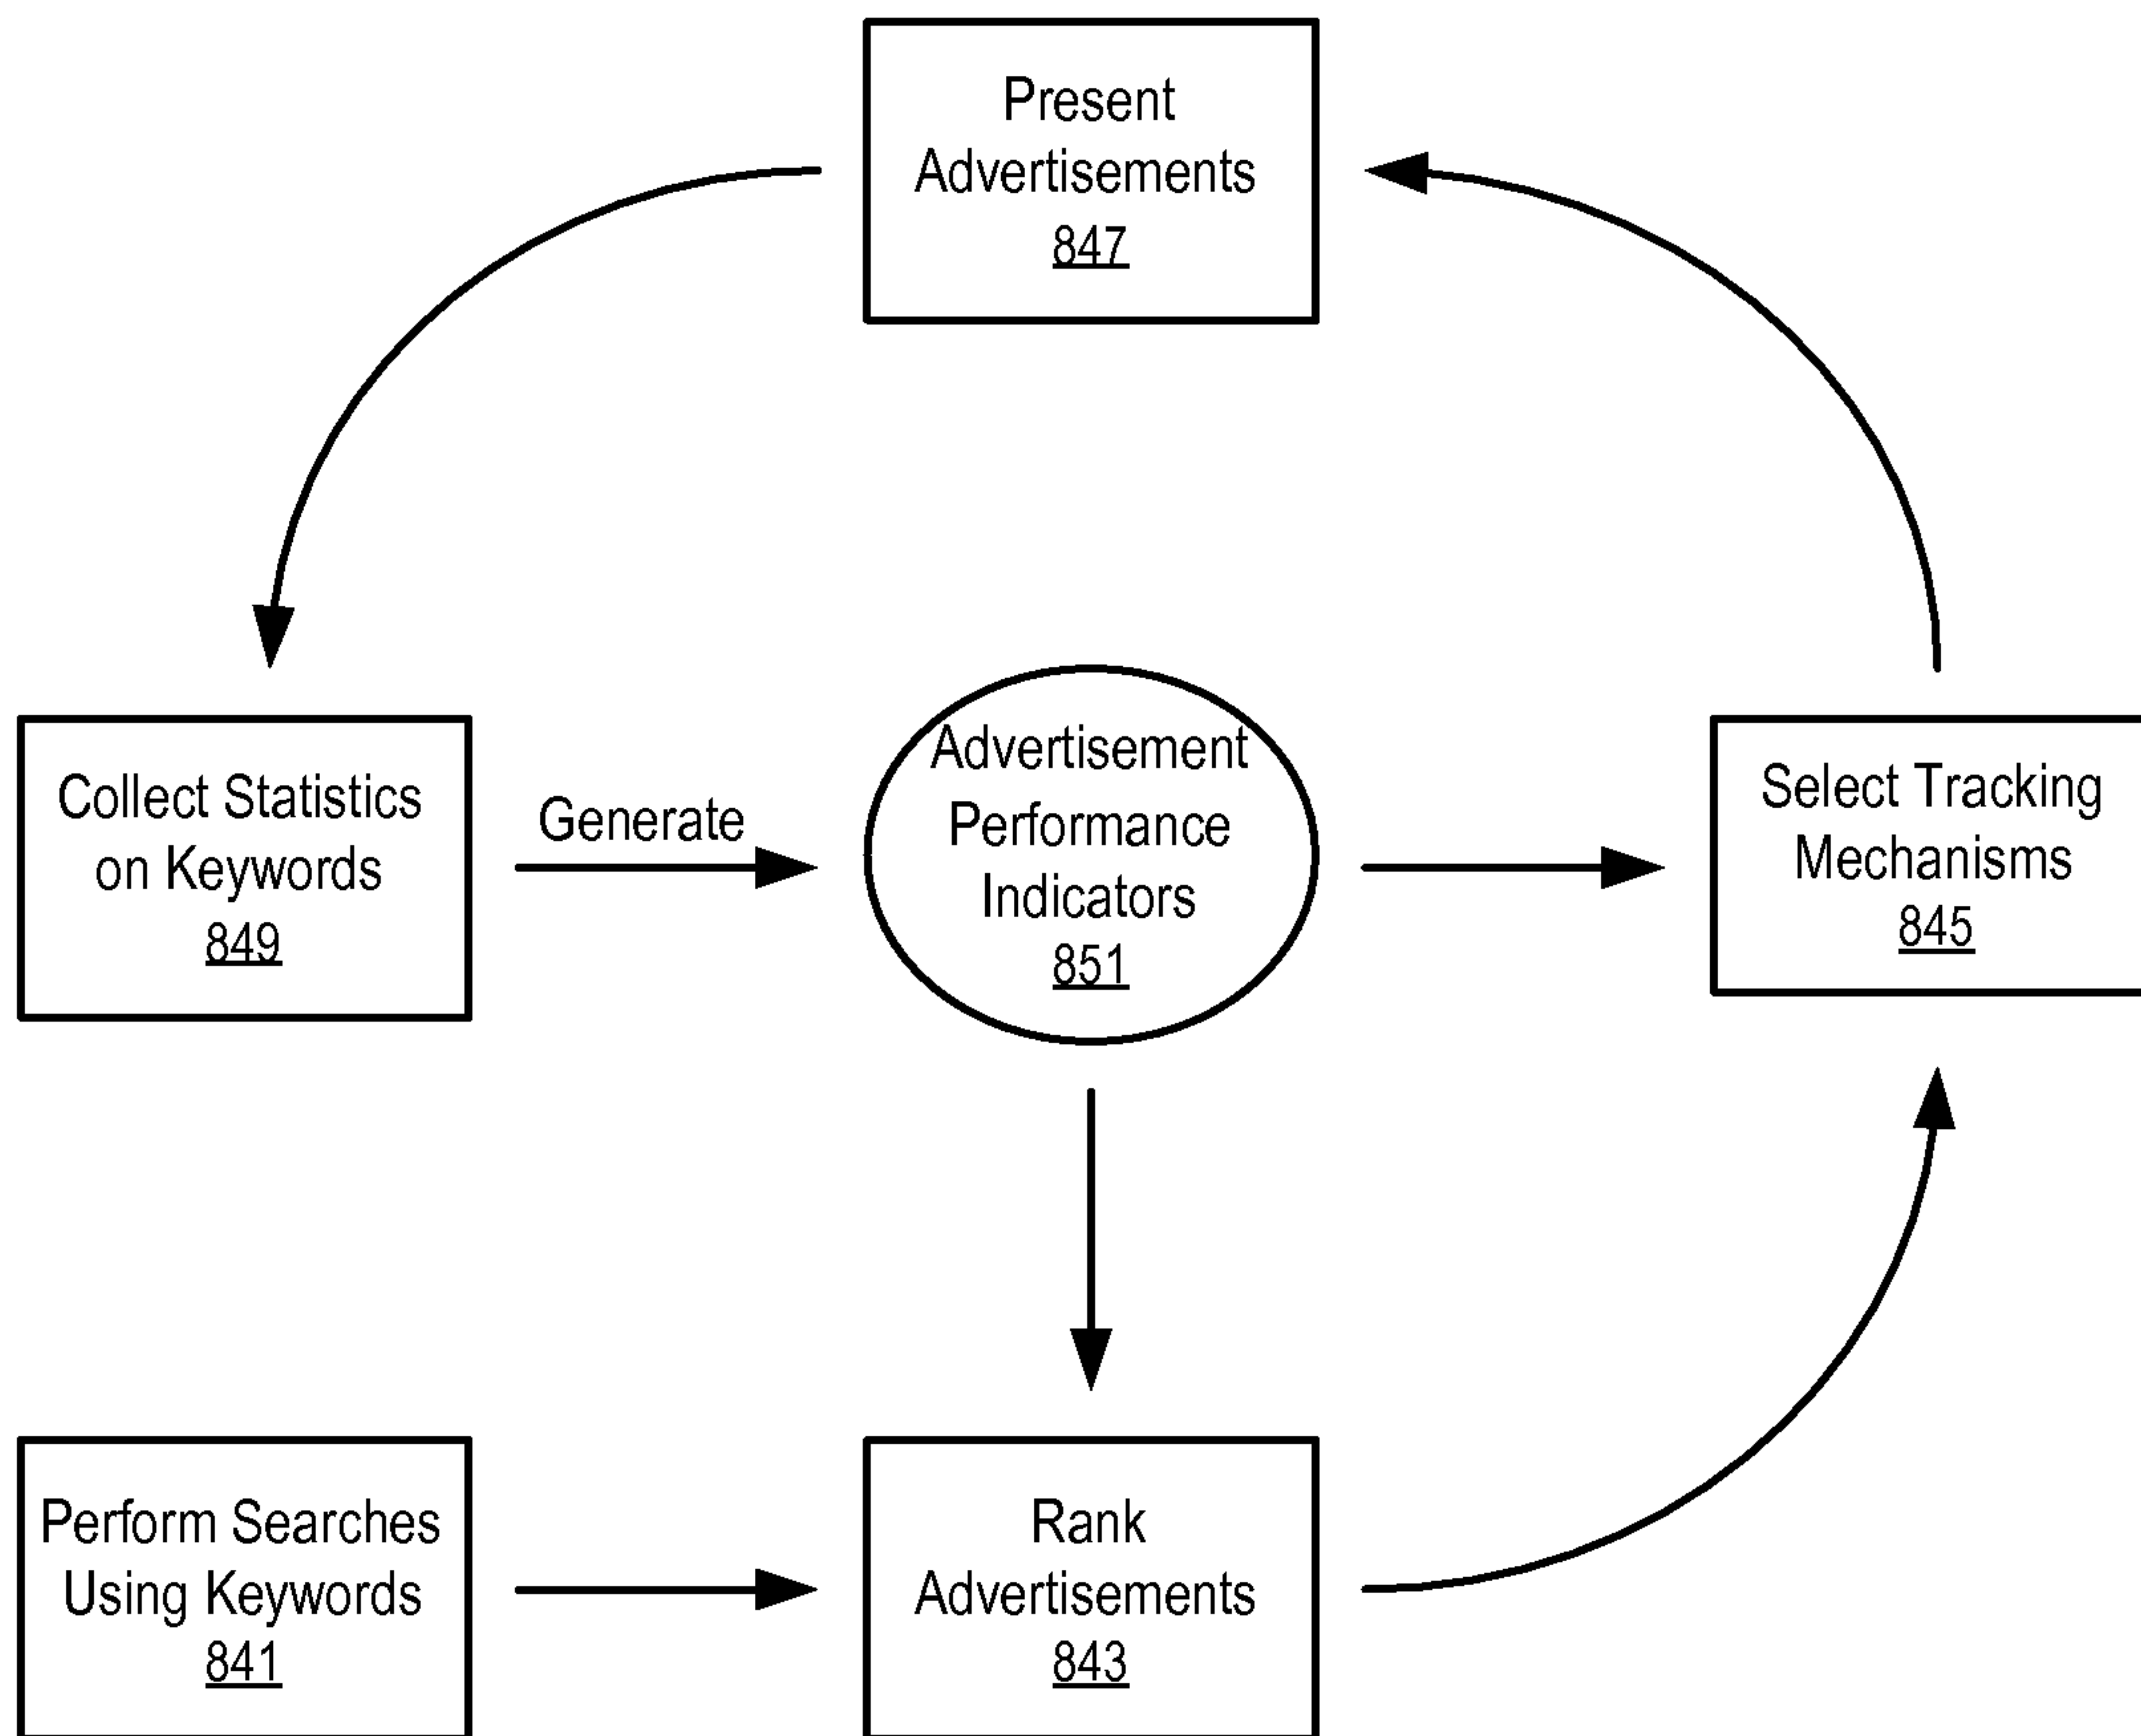 Present
Advertisements
847
Collect Statistics
on Keywords
849
Generate
Advertisement
Performance
Indicators
851
Select Tracking
Mechanisms
845
Perform Searches
Using Keywords
841
Rank
Advertisements
843